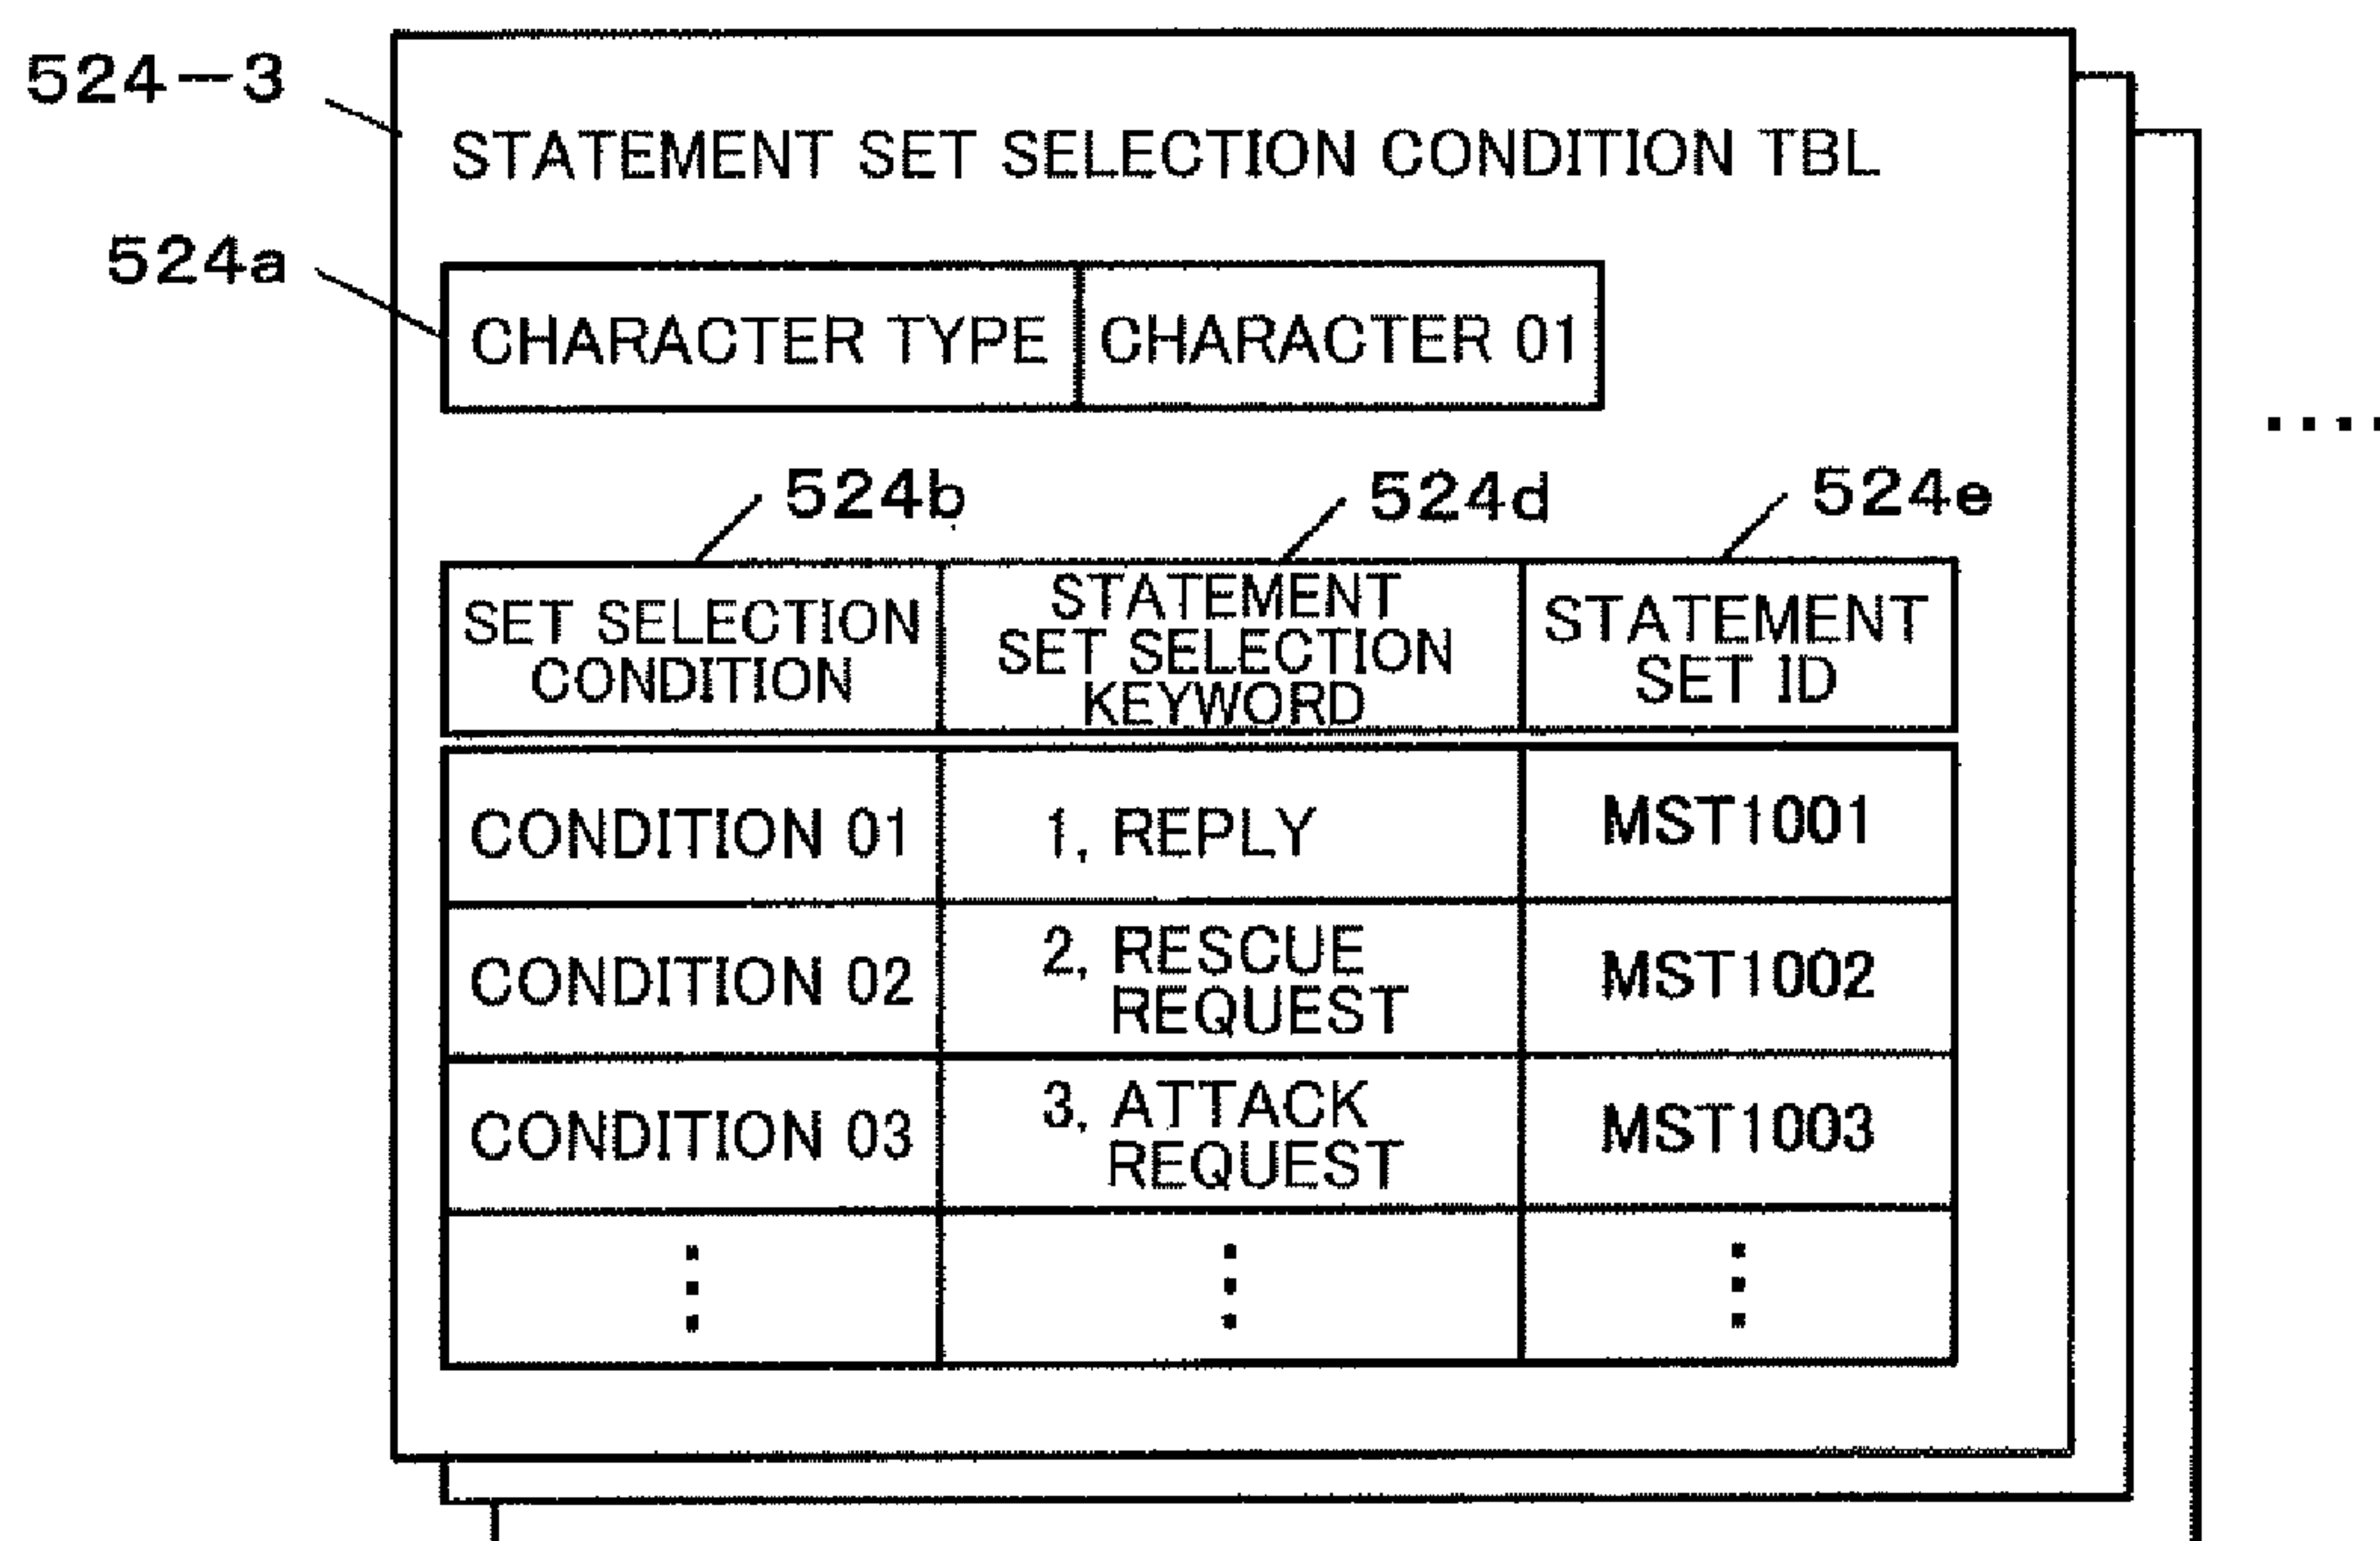 524-3
STATEMENT SET SELECTION CONDITION TBL
524a
CHARACTER TYPE CHARACTER 01
524b 524d 524e
SET SELECTION
CONDITION
STATEMENT
SET SELECTION
KEYWORD
STATEMENT
SET ID
CONDITION 01 1, REPLY MST1001
CONDITION 02 2, RESCUE
REQUEST MST1002
CONDITION 03 3, ATTACK
REQUEST MST1003